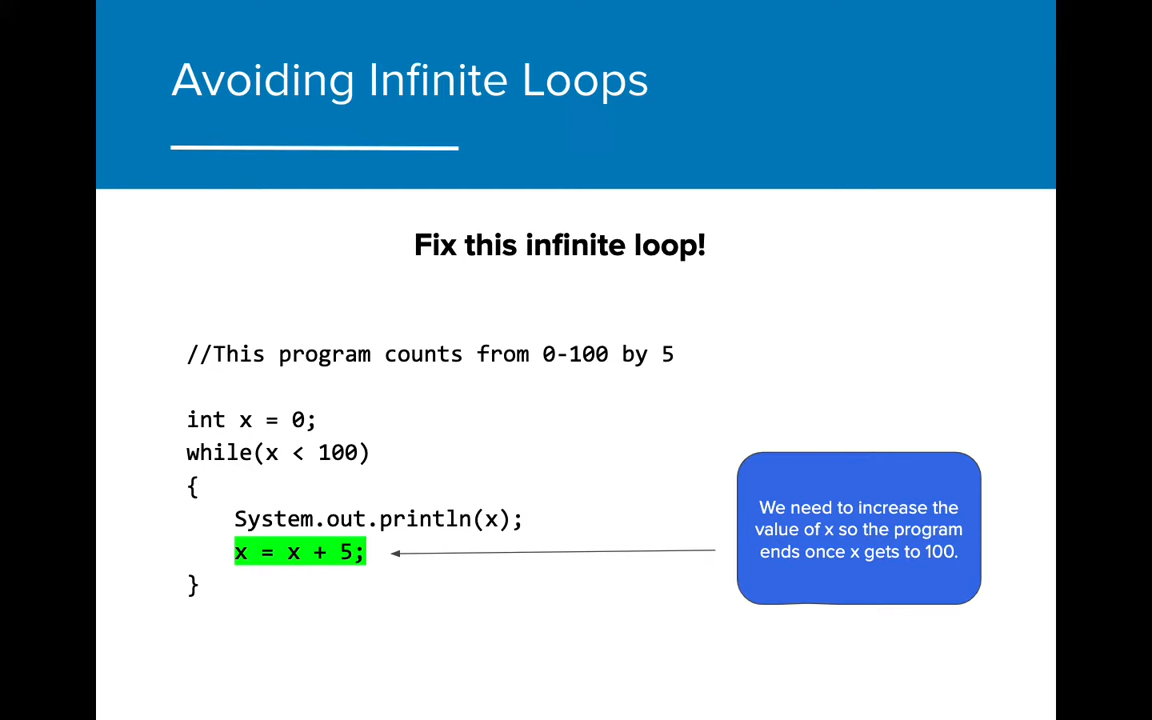 Avoiding Infinite Loops
Fix this infinite loop!
//This program counts from 0-100 by 5
int x = 0;
while(x < 100)
{
System.out.println(x);
x = x + 5;
}
We need to increase the
value of x so the program
ends once x gets to 100.